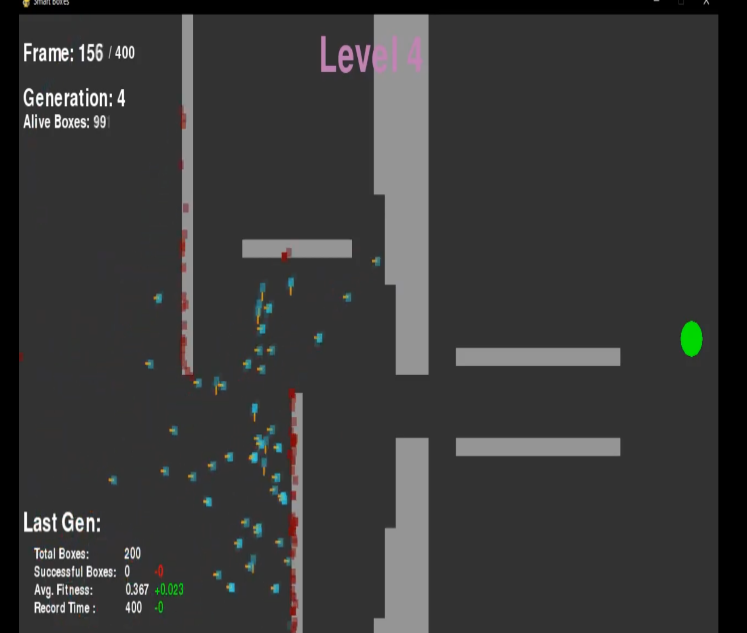 Smart Boxes
Level 4
Frame: 156 / 400
Generation: 4
Alive Boxes: 99
Last Gen:
Total Boxes: 200
Successful Boxes: 0 -0
Avg. Fitness: 0.367 +0.023
Record Time : 400 -0